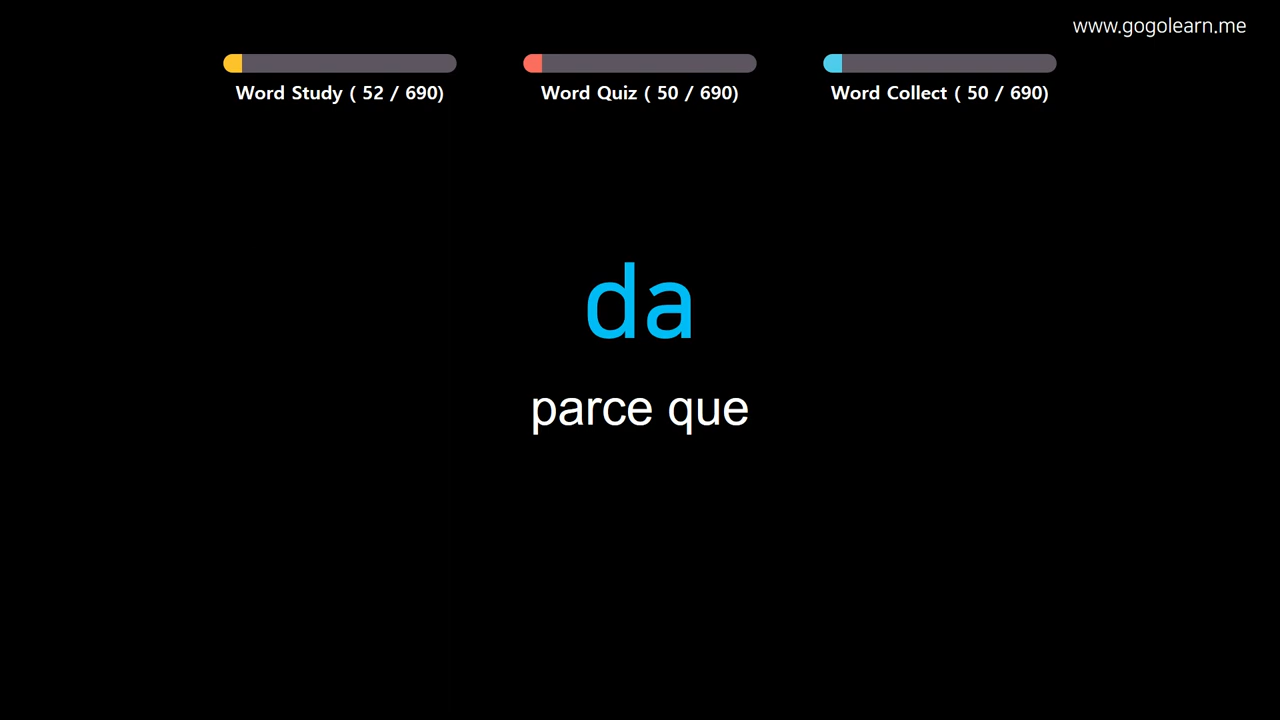 www.gogolearn.me
Word Study ( 52 / 690)
Word Quiz ( 50 / 690)
Word Collect ( 50 / 690)
da
parce que